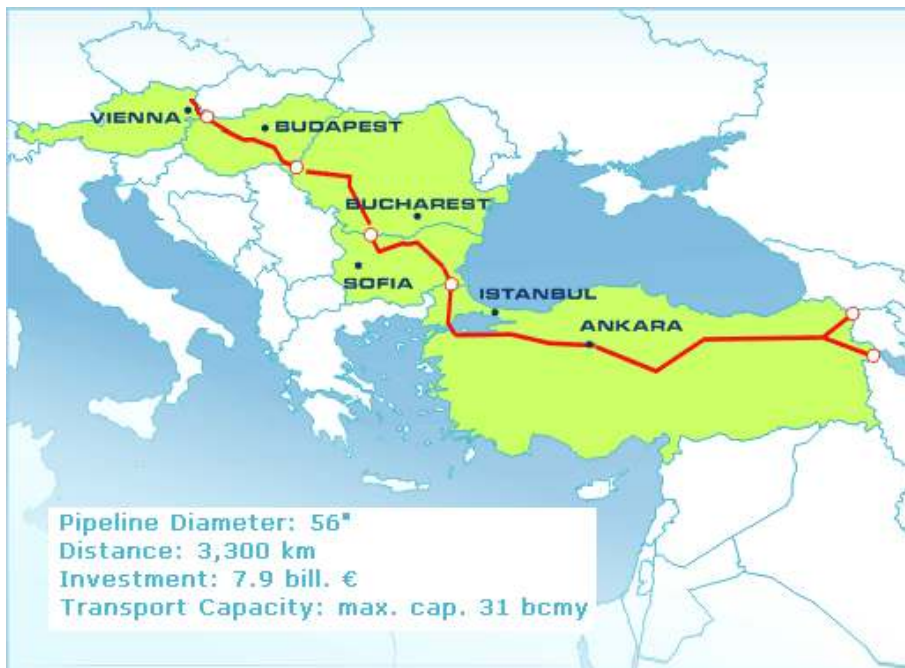 VIENNA
BUDAPEST
BUCHAREST
SOFIA
ISTANBUL
ANKARA
Pipeline Diameter: 56"
Distance: 3,300 km
Investment: 7.9 bill. €
Transport Capacity: max. cap. 31 bcmy